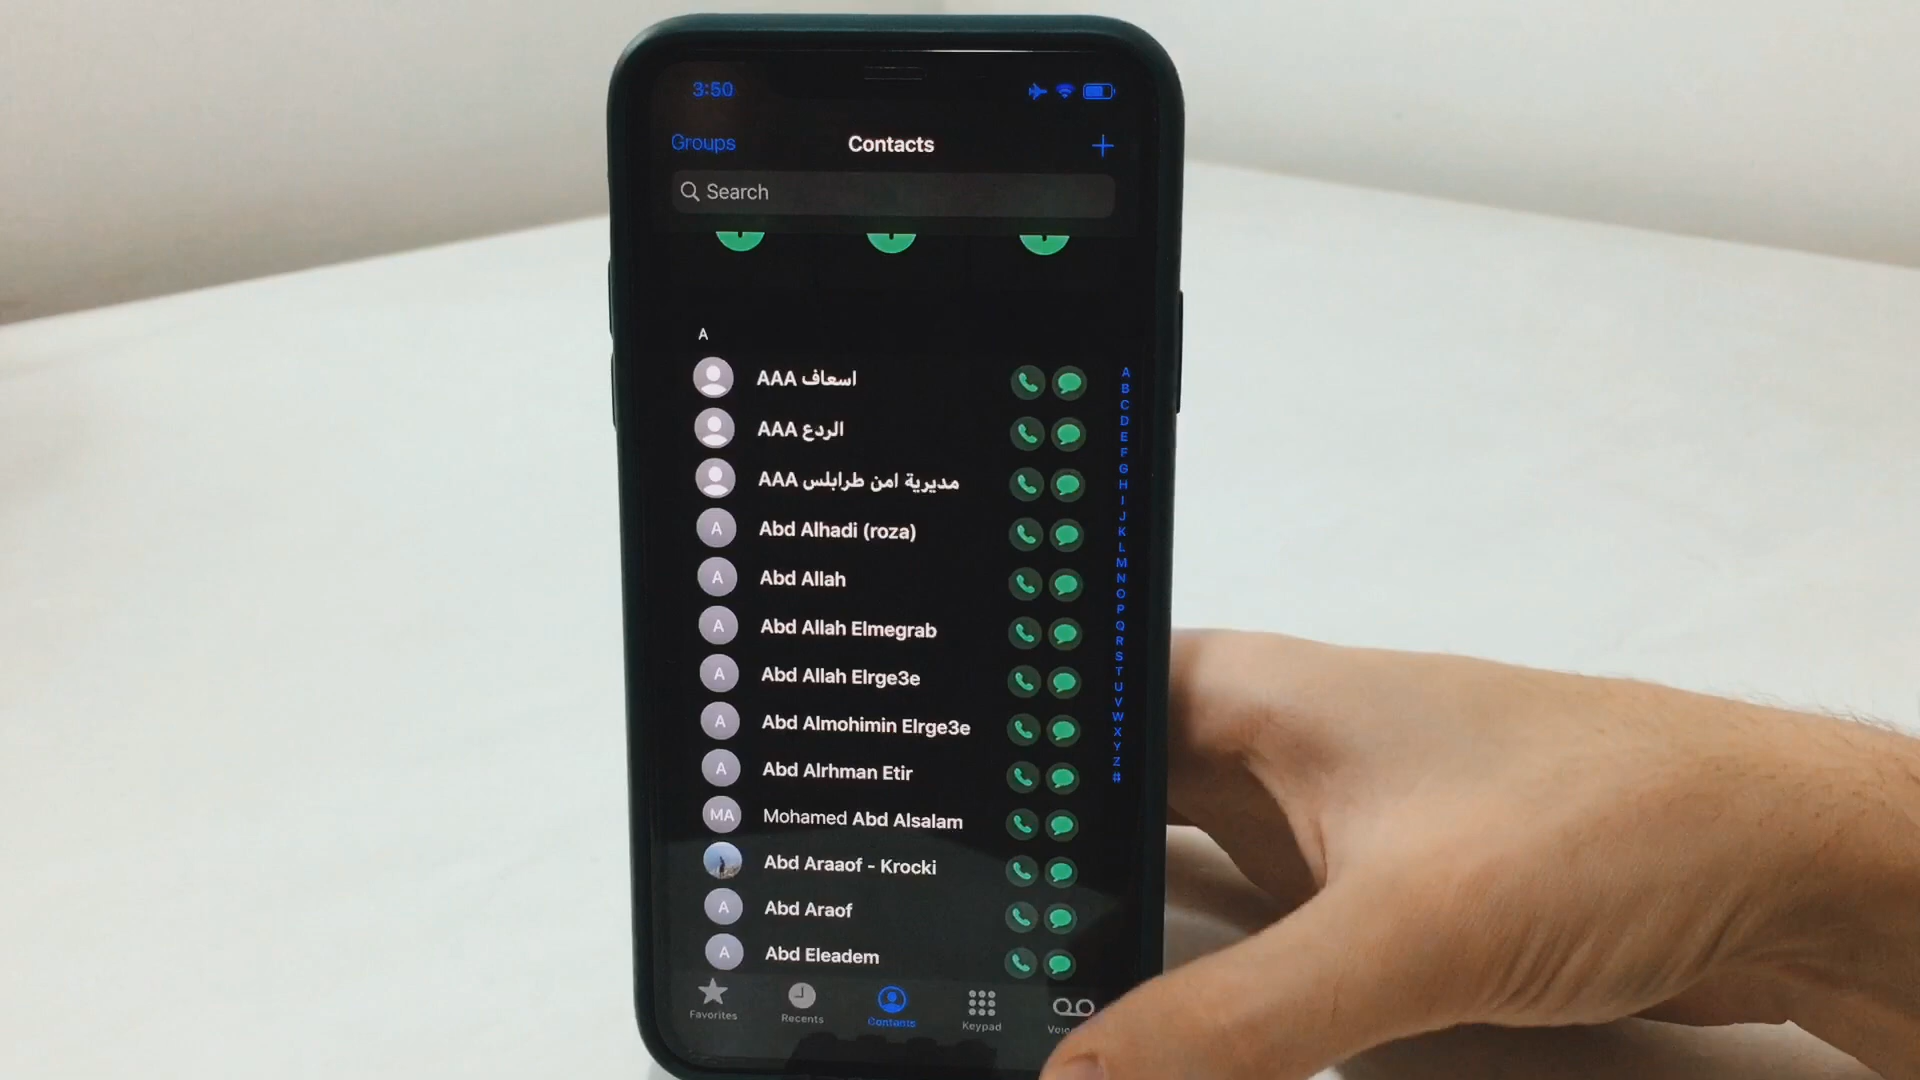 3:50
Groups
Contacts
Search
A
AAA اسعاف
AAA الردع
AAA مديرية امن طرابلس
A Abd Alhadi (roza)
A Abd Allah
A Abd Allah Elmegrab
A Abd Allah Elrge3e
A Abd Almohimin Elrge3e
A Abd Alrhman Etir
MA Mohamed Abd Alsalam
Abd Araaof - Krocki
A Abd Araof
A Abd Eleadem
A
B
C
D
E
F
G
H
I
J
K
L
M
N
O
P
Q
R
S
T
U
V
W
X
Y
Z
#
Favorites
Recents
Contacts
Keypad